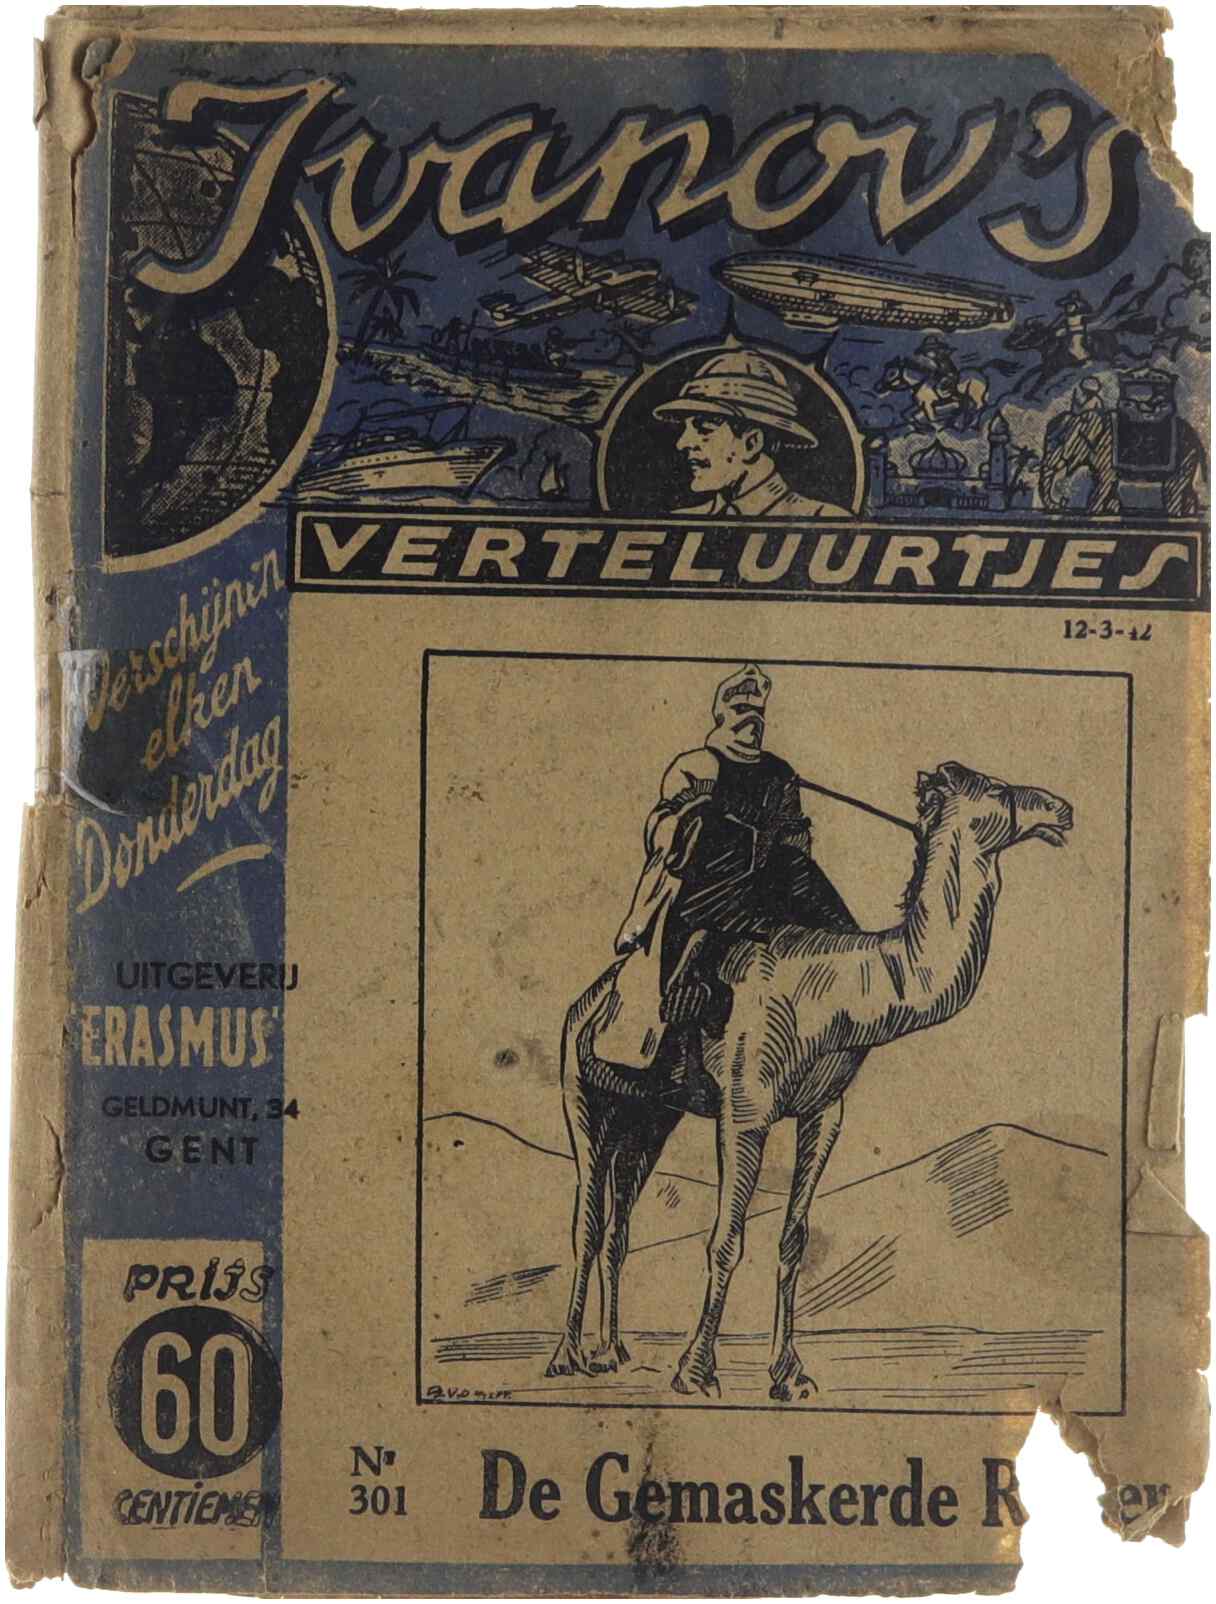 Ivanov's
VERTELUURTJES
12-3-42
Verschijnen
elken
Donderdag
UITGEVERIJ
"ERASMUS"
GELDMUNT, 34
GENT
PRIJS
60
CENTIEMEN
Nr
301
De Gemaskerde